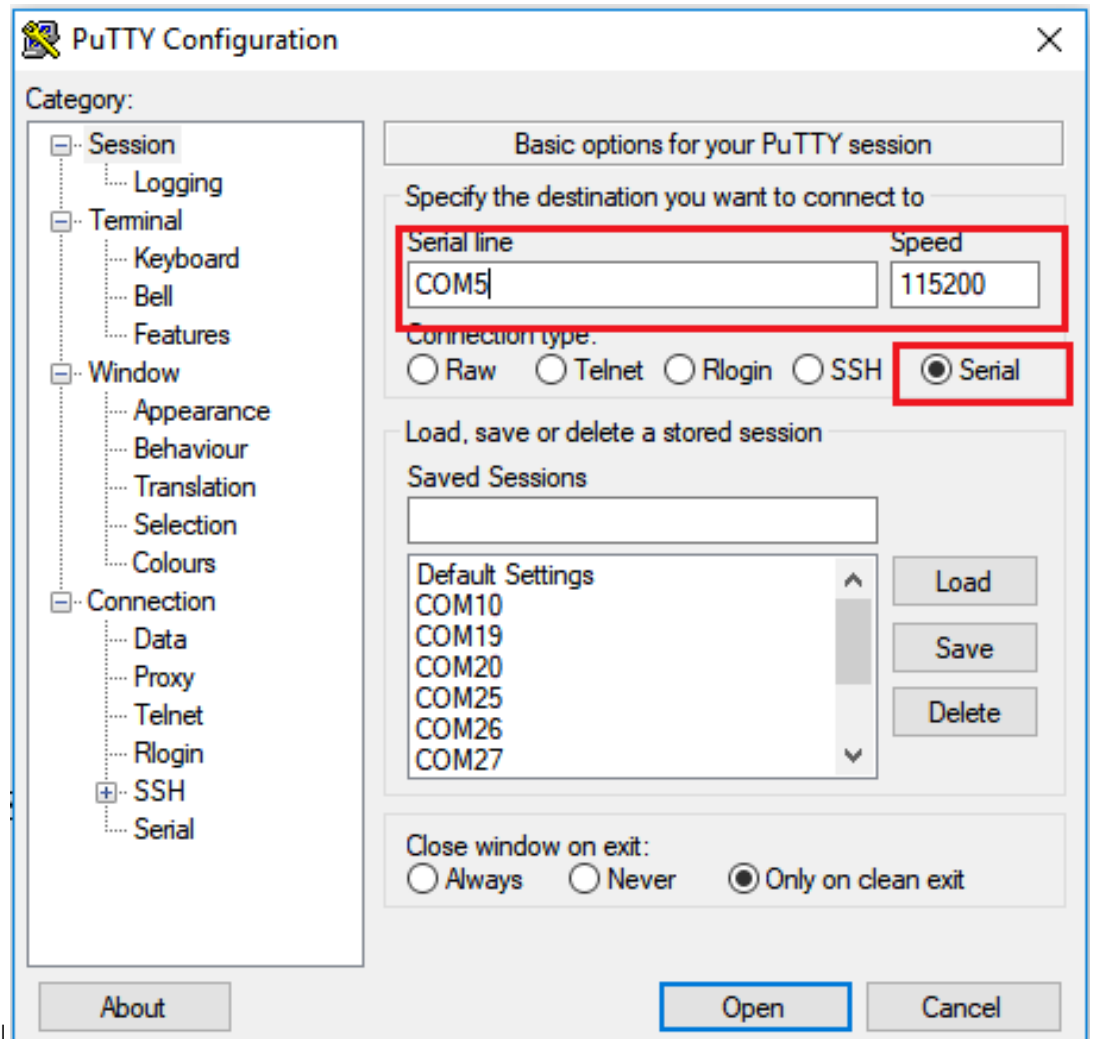 PuTTY Configuration
Category:
Session
Logging
Terminal
Keyboard
Bell
Features
Window
Appearance
Behaviour
Translation
Selection
Colours
Connection
Data
Proxy
Telnet
Rlogin
SSH
Serial
Basic options for your PuTTY session
Specify the destination you want to connect to
Serial line Speed
COM5 115200
Connection type:
Raw Telnet Rlogin SSH Serial
Load, save or delete a stored session
Saved Sessions
Default Settings
COM10
COM19
COM20
COM25
COM26
COM27
Load
Save
Delete
Close window on exit:
Always Never Only on clean exit
About Open Cancel